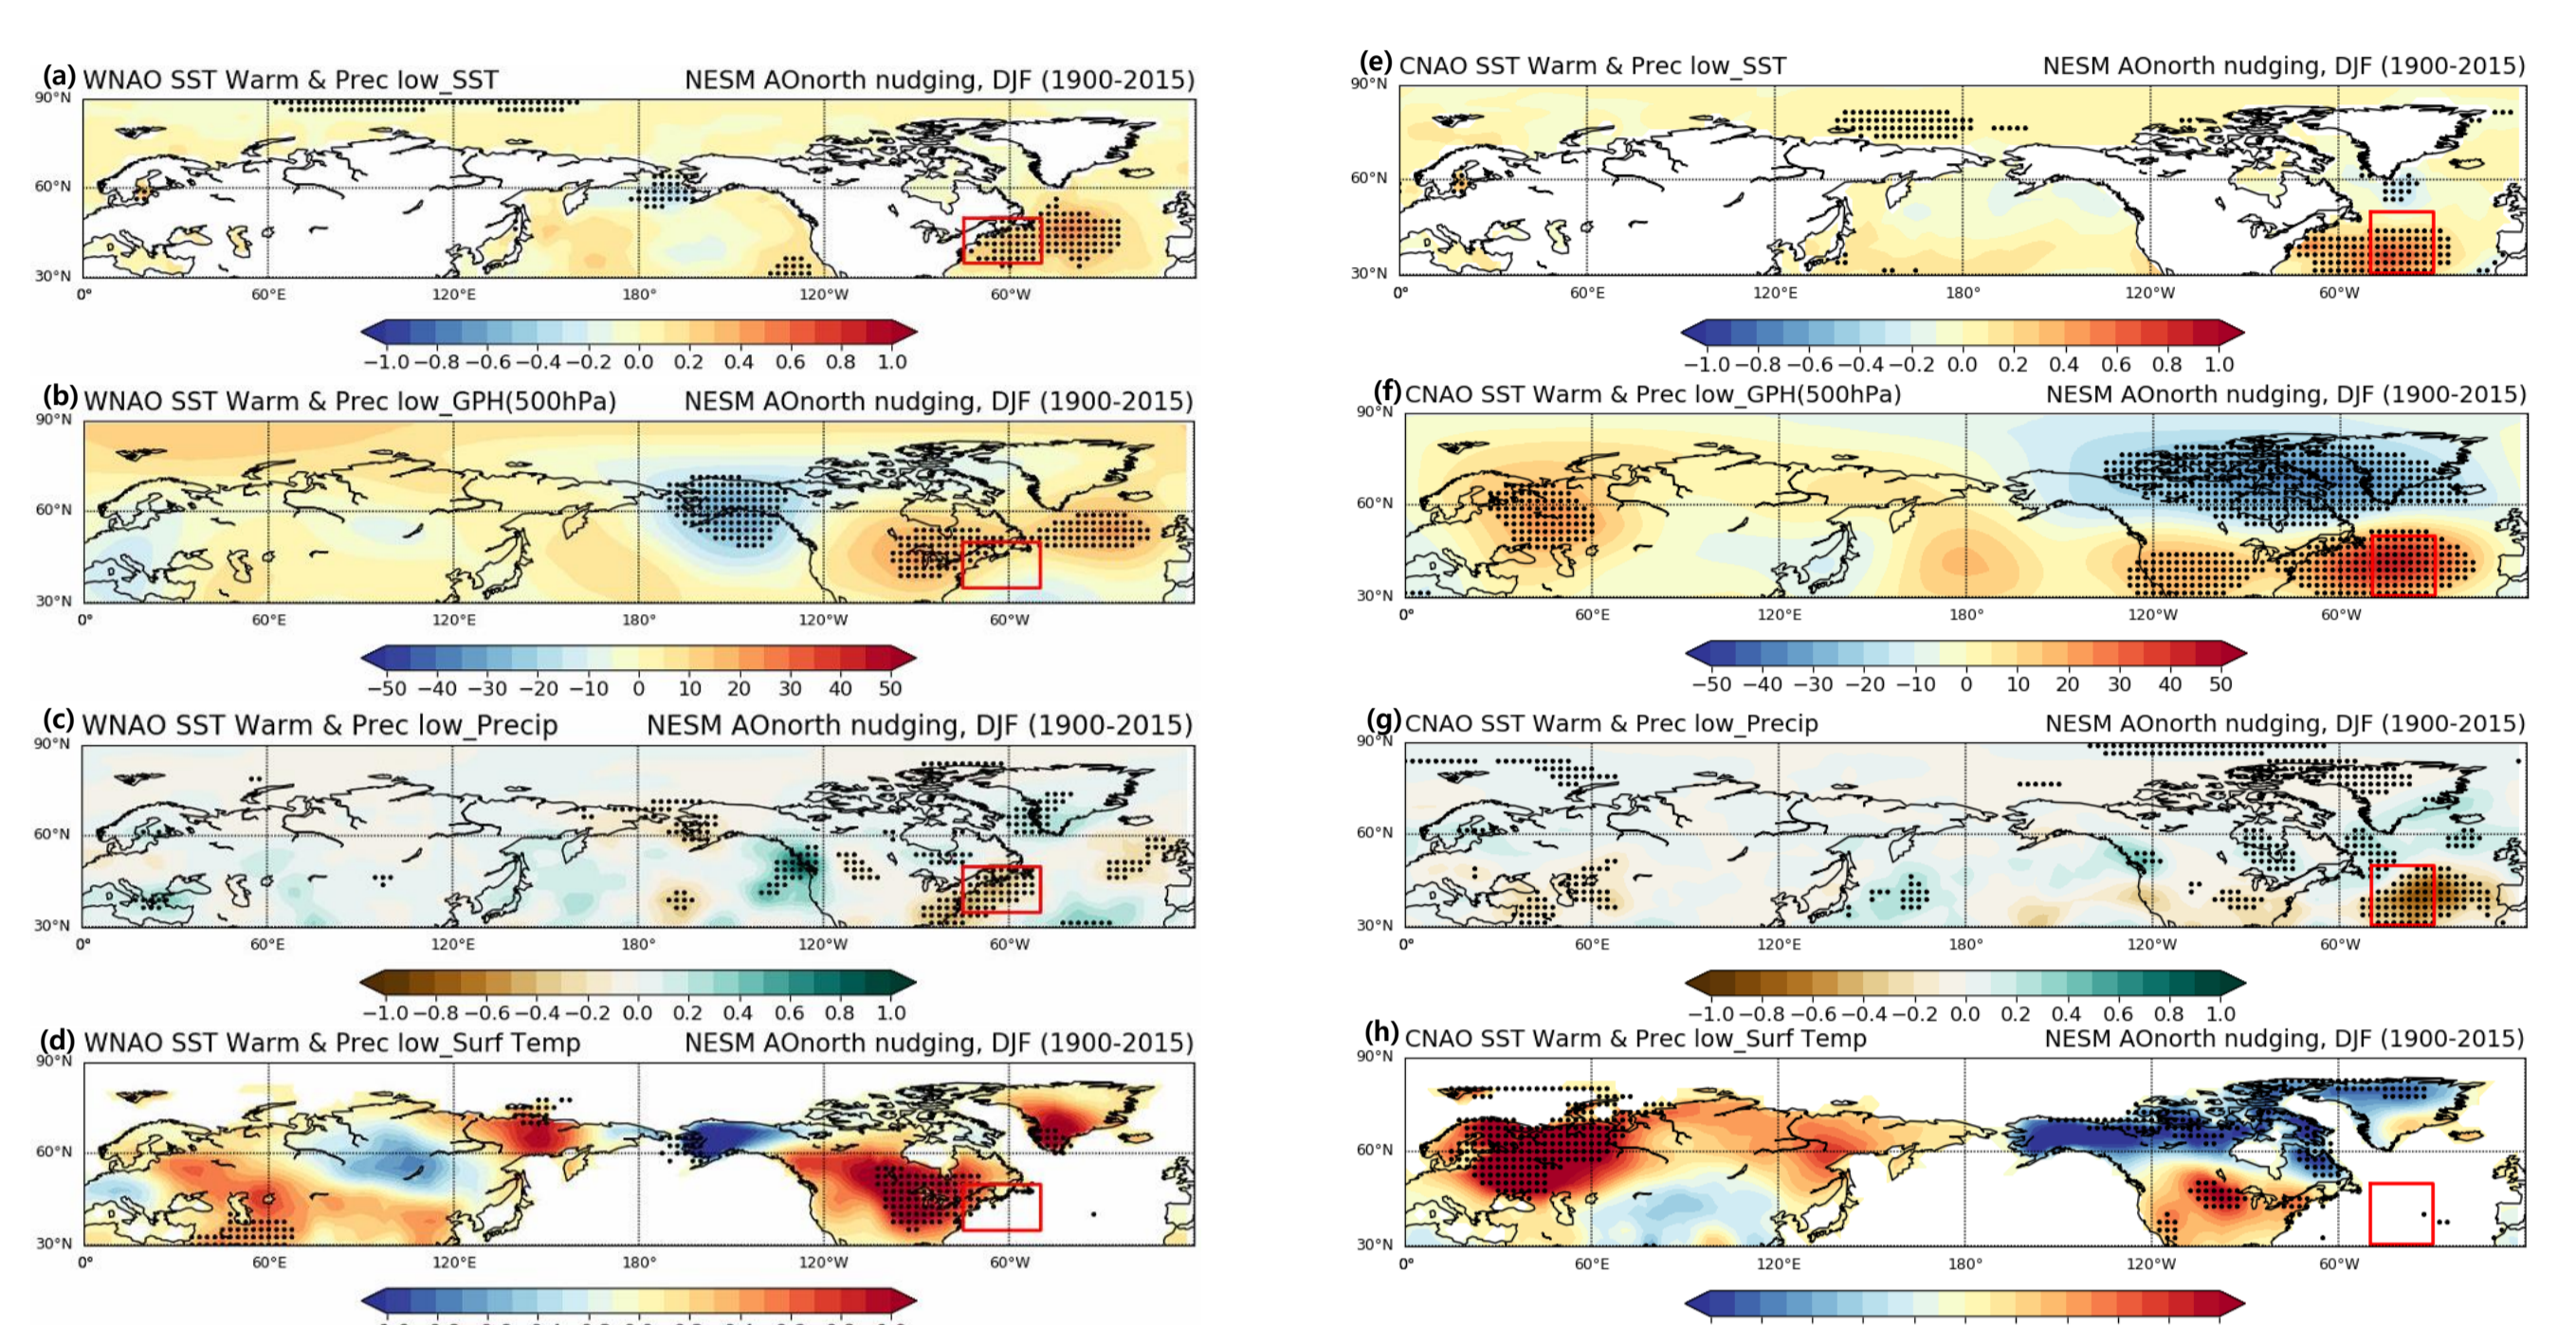 (a) WNAO SST Warm & Prec low_SST NESM AOnorth nudging, DJF (1900-2015)
90°N
60°N
30°N
0° 60°E 120°E 180° 120°W 60°W
−1.0 −0.8 −0.6 −0.4 −0.2 0.0 0.2 0.4 0.6 0.8 1.0
(b) WNAO SST Warm & Prec low_GPH(500hPa) NESM AOnorth nudging, DJF (1900-2015)
90°N
60°N
30°N
0° 60°E 120°E 180° 120°W 60°W
−50 −40 −30 −20 −10 0 10 20 30 40 50
(c) WNAO SST Warm & Prec low_Precip NESM AOnorth nudging, DJF (1900-2015)
90°N
60°N
30°N
0° 60°E 120°E 180° 120°W 60°W
−1.0 −0.8 −0.6 −0.4 −0.2 0.0 0.2 0.4 0.6 0.8 1.0
(d) WNAO SST Warm & Prec low_Surf Temp NESM AOnorth nudging, DJF (1900-2015)
90°N
60°N
30°N
0° 60°E 120°E 180° 120°W 60°W
(e) CNAO SST Warm & Prec low_SST NESM AOnorth nudging, DJF (1900-2015)
90°N
60°N
30°N
0° 60°E 120°E 180° 120°W 60°W
−1.0 −0.8 −0.6 −0.4 −0.2 0.0 0.2 0.4 0.6 0.8 1.0
(f) CNAO SST Warm & Prec low_GPH(500hPa) NESM AOnorth nudging, DJF (1900-2015)
90°N
60°N
30°N
0° 60°E 120°E 180° 120°W 60°W
−50 −40 −30 −20 −10 0 10 20 30 40 50
(g) CNAO SST Warm & Prec low_Precip NESM AOnorth nudging, DJF (1900-2015)
90°N
60°N
30°N
0° 60°E 120°E 180° 120°W 60°W
−1.0 −0.8 −0.6 −0.4 −0.2 0.0 0.2 0.4 0.6 0.8 1.0
(h) CNAO SST Warm & Prec low_Surf Temp NESM AOnorth nudging, DJF (1900-2015)
90°N
60°N
30°N
0° 60°E 120°E 180° 120°W 60°W